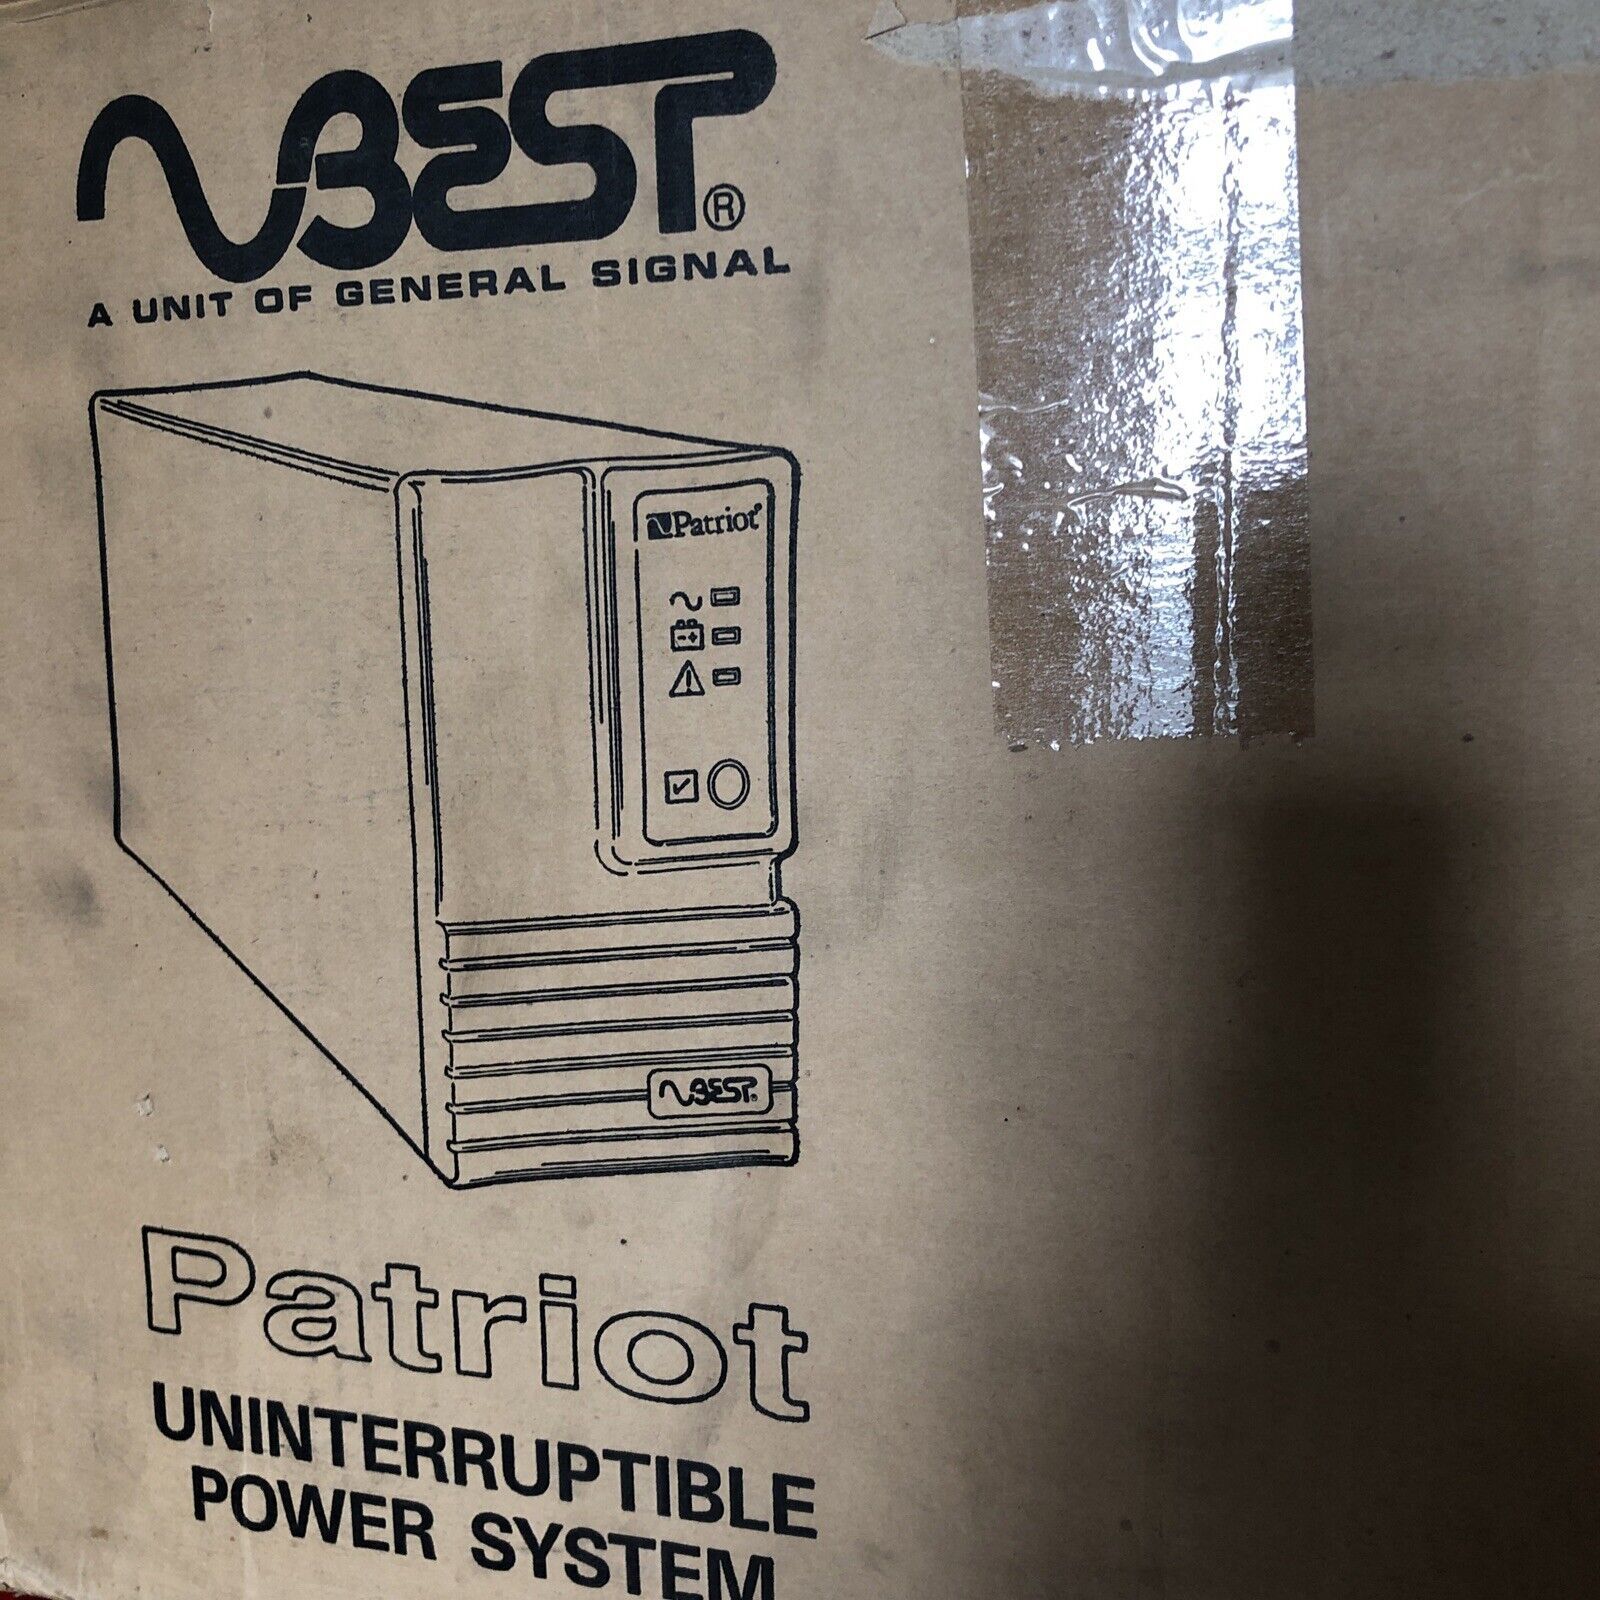 BEST®
A UNIT OF GENERAL SIGNAL
Patriot
BEST
Patriot
UNINTERRUPTIBLE
POWER SYSTEM